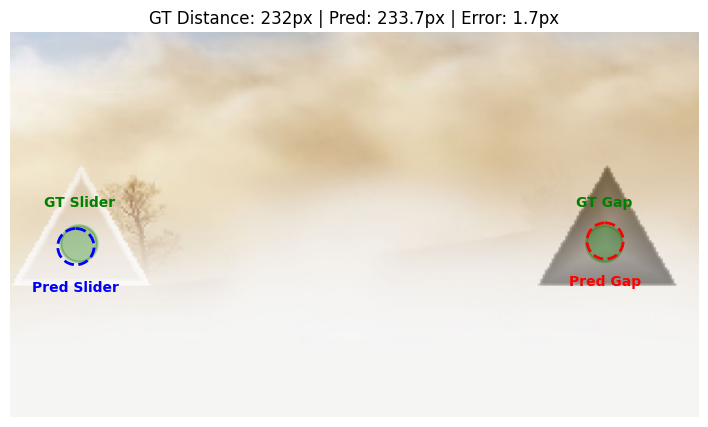 GT Distance: 232px | Pred: 233.7px | Error: 1.7px
GT Slider
GT Gap
Pred Slider
Pred Gap